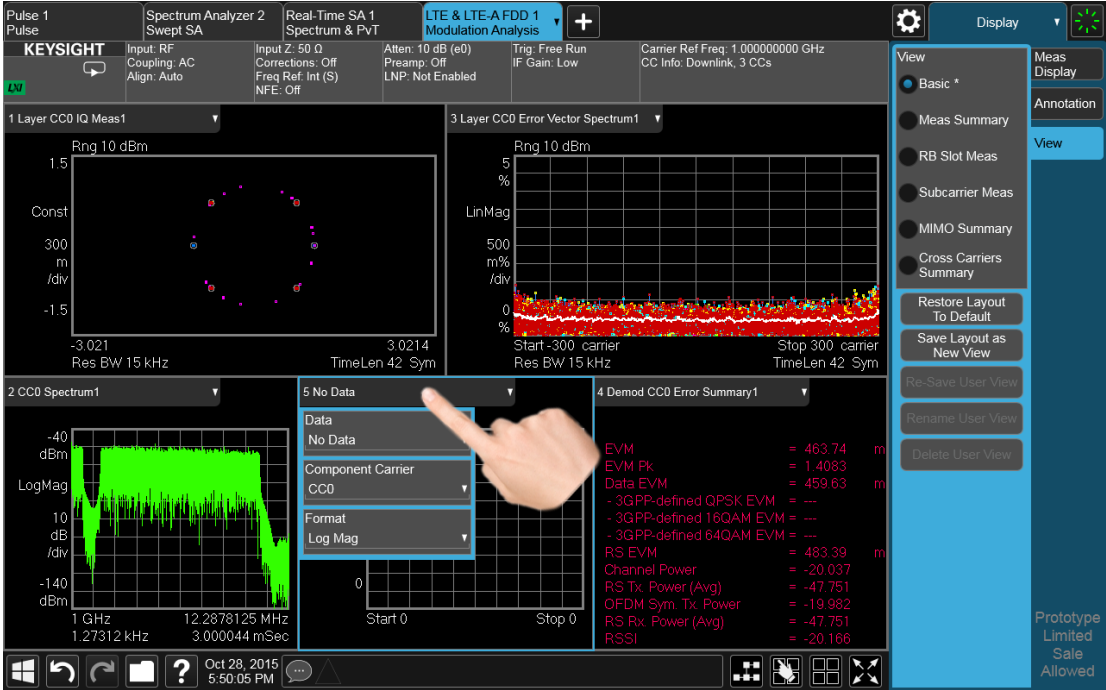 Pulse 1
Pulse
Spectrum Analyzer 2
Swept SA
Real-Time SA 1
Spectrum & PvT
LTE & LTE-A FDD 1
Modulation Analysis
Display
KEYSIGHT
LXI
Input: RF
Coupling: AC
Align: Auto
Input Z: 50 Ω
Corrections: Off
Freq Ref: Int (S)
NFE: Off
Atten: 10 dB (e0)
Preamp: Off
LNP: Not Enabled
Trig: Free Run
IF Gain: Low
Carrier Ref Freq: 1.000000000 GHz
CC Info: Downlink, 3 CCs
1 Layer CC0 IQ Meas1
Rng 10 dBm
1.5
Const
300
m
/div
-1.5
-3.021
3.0214
Res BW 15 kHz
TimeLen 42 Sym
3 Layer CC0 Error Vector Spectrum1
Rng 10 dBm
5
%
LinMag
500
m%
/div
0
%
Start -300 carrier
Stop 300 carrier
Res BW 15 kHz
TimeLen 42 Sym
2 CC0 Spectrum1
-40
dBm
LogMag
10
dB
/div
-140
dBm
1 GHz
12.2878125 MHz
1.27312 kHz
3.000044 mSec
5 No Data
Data
No Data
Component Carrier
CC0
Format
Log Mag
0
Start 0
Stop 0
4 Demod CC0 Error Summary1
EVM = 463.74 m
EVM Pk = 1.4083
Data EVM = 459.63 m
- 3GPP-defined QPSK EVM = ---
- 3GPP-defined 16QAM EVM = ---
- 3GPP-defined 64QAM EVM = ---
RS EVM = 483.39 m
Channel Power = -20.037
RS Tx. Power (Avg) = -47.751
OFDM Sym. Tx. Power = -19.982
RS Rx. Power (Avg) = -47.751
RSSI = -20.166
View
Basic *
Meas Summary
RB Slot Meas
Subcarrier Meas
MIMO Summary
Cross Carriers
Summary
Restore Layout
To Default
Save Layout as
New View
Re-Save User View
Rename User View
Delete User View
Meas
Display
Annotation
View
Prototype
Limited
Sale
Allowed
?
Oct 28, 2015
5:50:05 PM